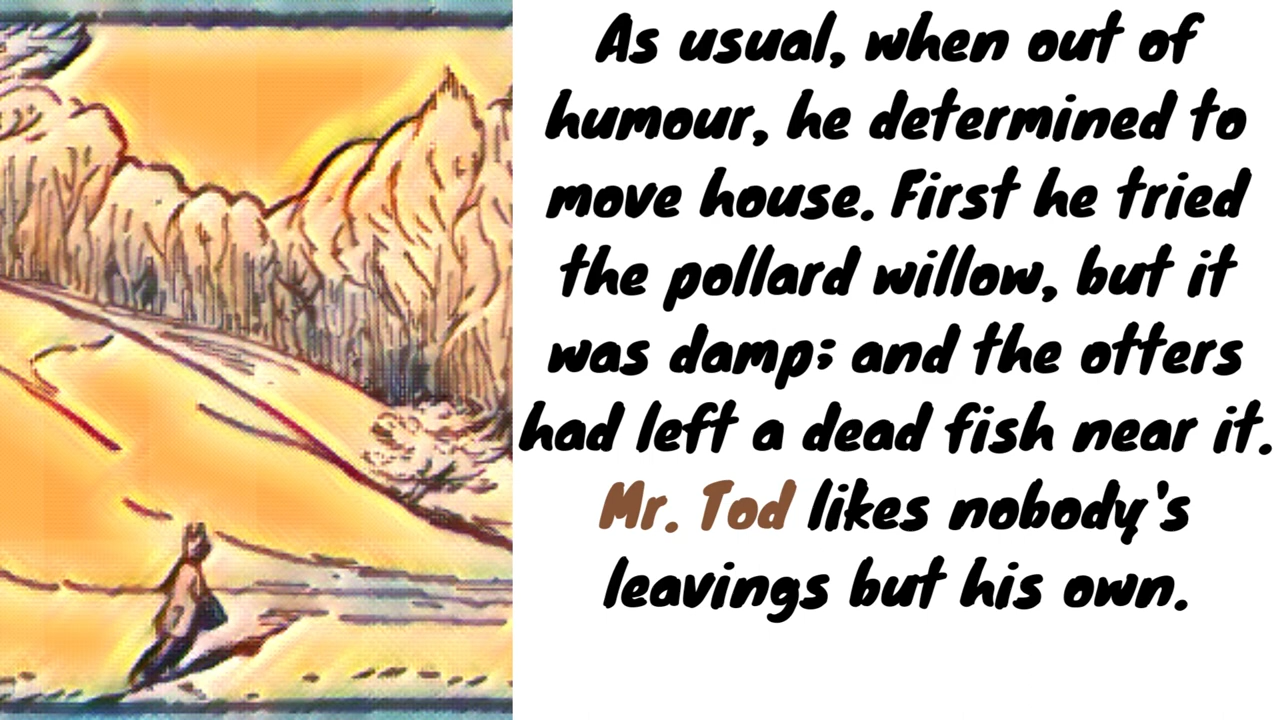 As usual, when out of
humour, he determined to
move house. First he tried
the pollard willow, but it
was damp; and the otters
had left a dead fish near it.
Mr. Tod likes nobody's
leavings but his own.